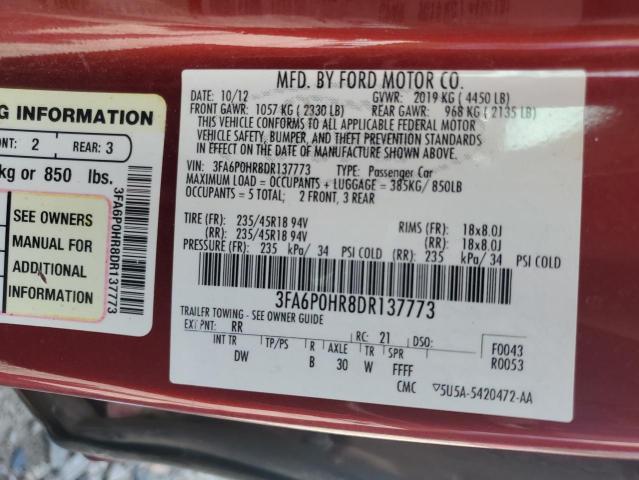 MFD. BY FORD MOTOR CO.
10/12 GVWR: 2019 KG ( 4450 LB)
FRONT GAWR: 1057 KG ( 2330 LB) REAR GAWR: 968 KG ( 2135 LB)
THIS VEHICLE CONFORMS TO ALL APPLICABLE FEDERAL MOTOR
VEHICLE SAFETY, BUMPER, AND THEFT PREVENTION STANDARDS
IN EFFECT ON THE DATE OF MANUFACTURE SHOWN ABOVE.
VIN: 3FA6P0HR8DR137773 TYPE: Passenger Car
MAXIMUM LOAD = OCCUPANTS + LUGGAGE = 385KG/ 850LB
OCCUPANTS = 5 TOTAL; 2 FRONT, 3 REAR
TIRE (FR): 235/45R18 94V RIMS (FR): 18x8.0J
(RR): 235/45R18 94V (RR): 18x8.0J
PRESSURE (FR): 235 kPa/ 34 PSI COLD (RR): 235 kPa/ 34 PSI COLD
3FA6P0HR8DR137773
TRAILER TOWING - SEE OWNER GUIDE
EXT PNT: RR RC: 21 DSO: F0043
INT TR TP/PS R AXLE TR SPR R0053
DW B 30 W FFFF
CMC ▽5U5A-5420472-AA
G INFORMATION
NT: 2 REAR: 3
kg or 850 lbs.
SEE OWNERS
MANUAL FOR
ADDITIONAL
INFORMATION
3FA6P0HR8DR137773